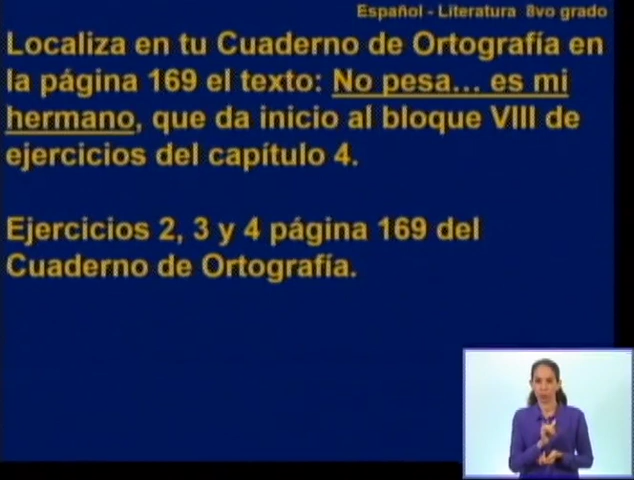 Español - Literatura 8vo grado
Localiza en tu Cuaderno de Ortografía en
la página 169 el texto: No pesa... es mi
hermano, que da inicio al bloque VIII de
ejercicios del capítulo 4.
Ejercicios 2, 3 y 4 página 169 del
Cuaderno de Ortografía.